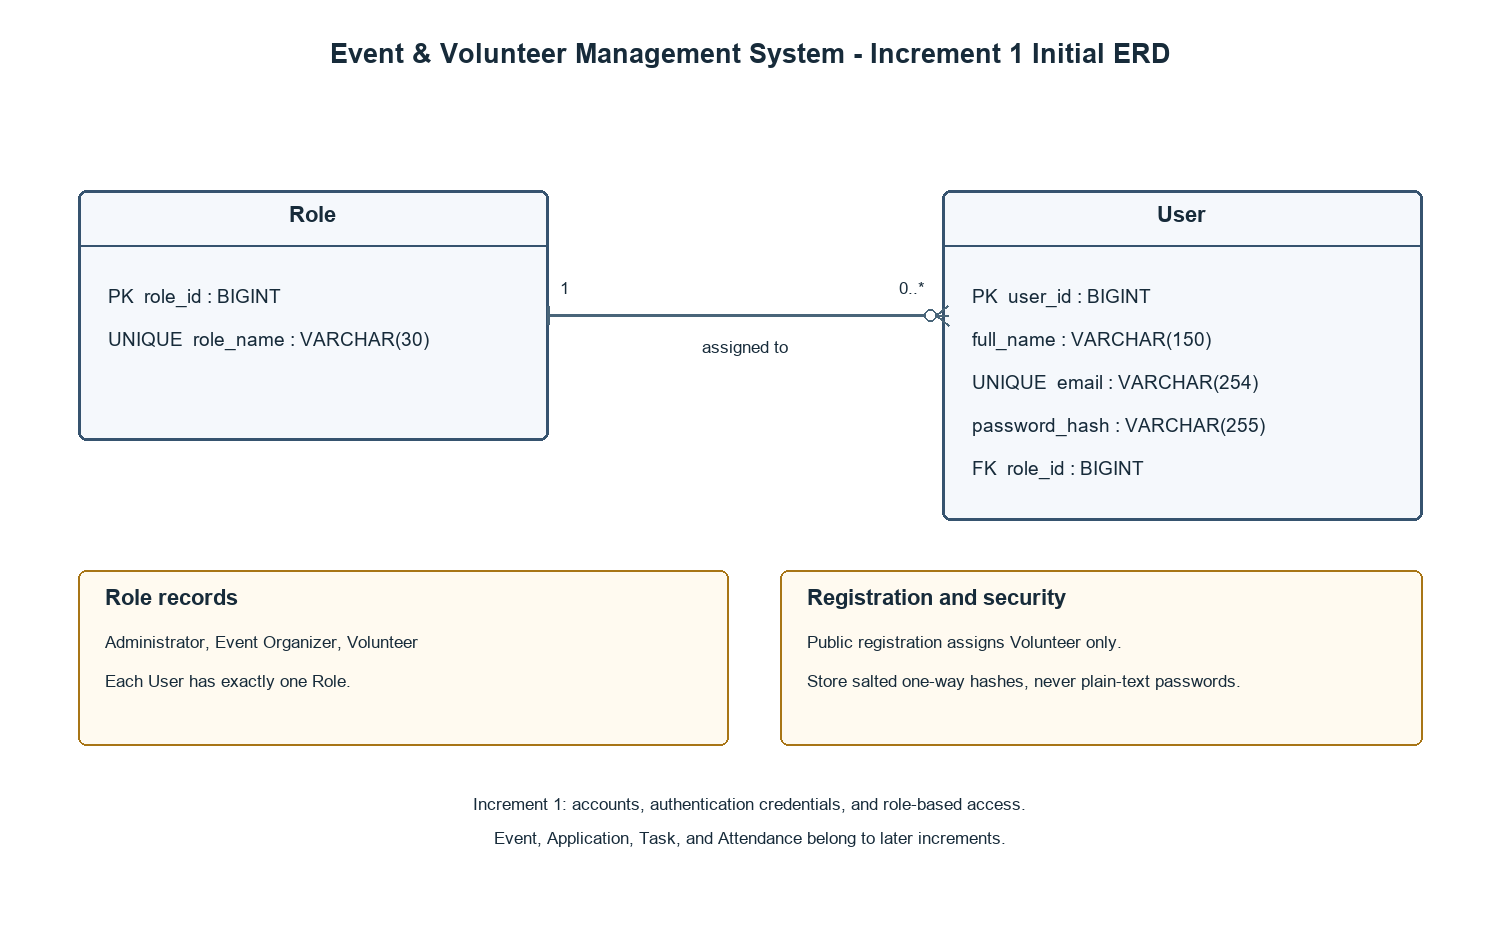 Event & Volunteer Management System - Increment 1 Initial ERD
Role
PK role_id : BIGINT
UNIQUE role_name : VARCHAR(30)
1
0..*
assigned to
User
PK user_id : BIGINT
full_name : VARCHAR(150)
UNIQUE email : VARCHAR(254)
password_hash : VARCHAR(255)
FK role_id : BIGINT
Role records
Administrator, Event Organizer, Volunteer
Each User has exactly one Role.
Registration and security
Public registration assigns Volunteer only.
Store salted one-way hashes, never plain-text passwords.
Increment 1: accounts, authentication credentials, and role-based access.
Event, Application, Task, and Attendance belong to later increments.